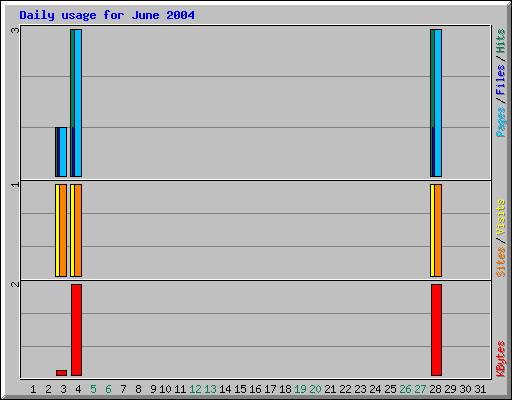 Daily usage for June 2004
3
1
2
Pages/Files/Hits
Sites/Visits
KBytes
1 2 3 4 5 6 7 8 9 10 11 12 13 14 15 16 17 18 19 20 21 22 23 24 25 26 27 28 29 30 31